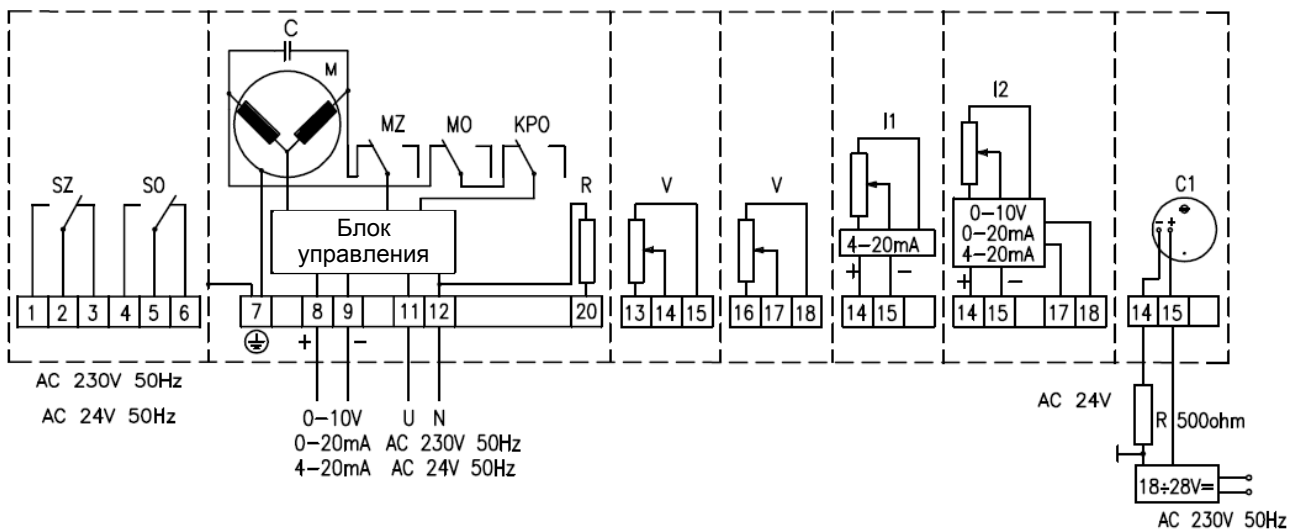 C
M
MZ
MO
KPO
I1
I2
SZ
SO
R
V
V
C1
Блок
управления
4–20mA
0–10V
0–20mA
4–20mA
– +
+ –
+ –
1 2 3 4 5 6
7 8 9 11 12 20
13 14 15
16 17 18
14 15
14 15 17 18
14 15
+ –
AC 230V 50Hz
AC 24V 50Hz
0–10V U N
0–20mA AC 230V 50Hz
4–20mA AC 24V 50Hz
AC 24V
R 500ohm
18÷28V=
AC 230V 50Hz